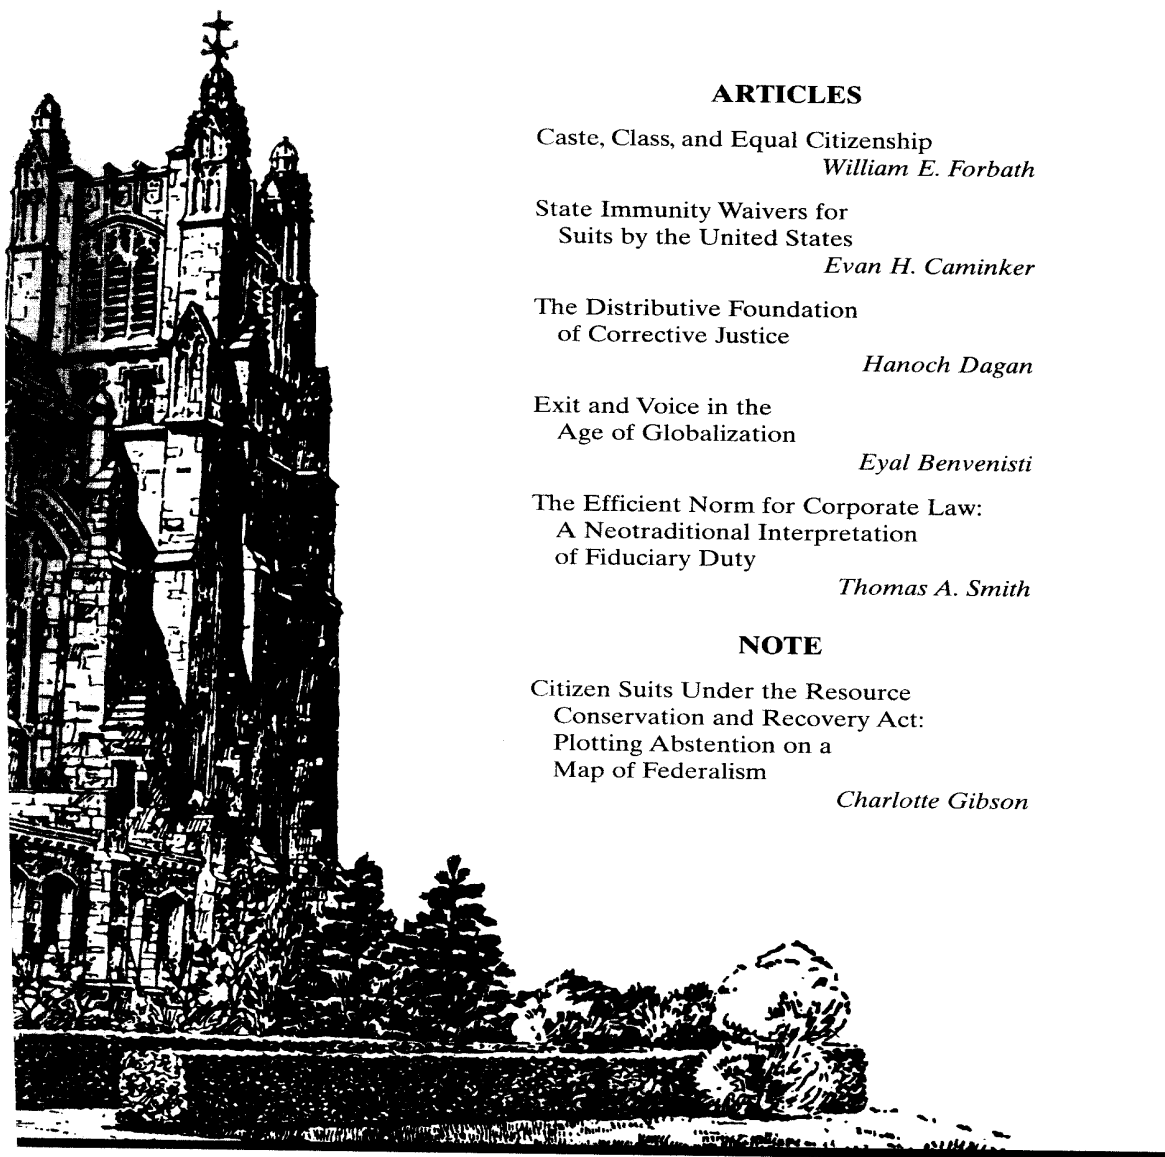 ARTICLES
Caste, Class, and Equal Citizenship
William E. Forbath
State Immunity Waivers for
Suits by the United States
Evan H. Caminker
The Distributive Foundation
of Corrective Justice
Hanoch Dagan
Exit and Voice in the
Age of Globalization
Eyal Benvenisti
The Efficient Norm for Corporate Law:
A Neotraditional Interpretation
of Fiduciary Duty
Thomas A. Smith
NOTE
Citizen Suits Under the Resource
Conservation and Recovery Act:
Plotting Abstention on a
Map of Federalism
Charlotte Gibson